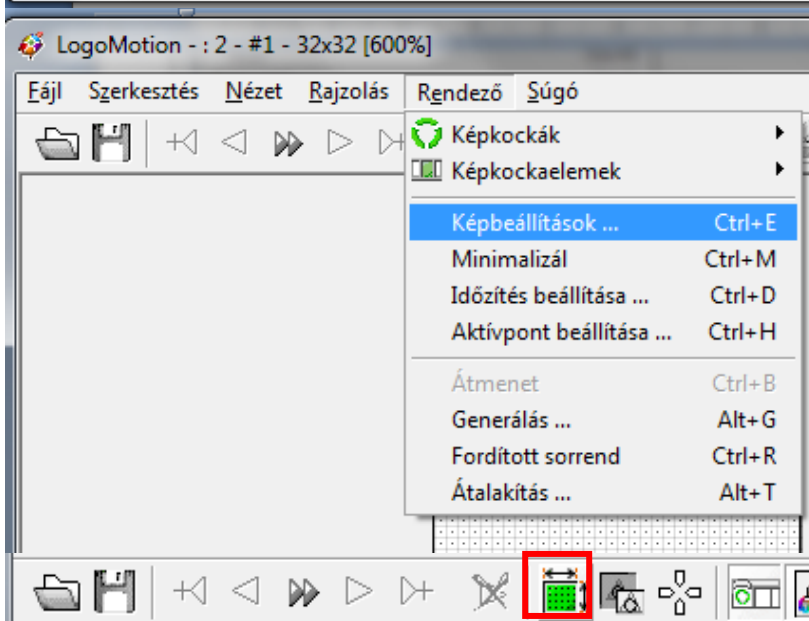 LogoMotion - : 2 - #1 - 32x32 [600%]
Fájl Szerkesztés Nézet Rajzolás Rendező Súgó
Képkockák
Képkockaelemek
Képbeállítások ... Ctrl+E
Minimalizál Ctrl+M
Időzítés beállítása ... Ctrl+D
Aktívpont beállítása ... Ctrl+H
Átmenet Ctrl+B
Generálás ... Alt+G
Fordított sorrend Ctrl+R
Átalakítás ... Alt+T